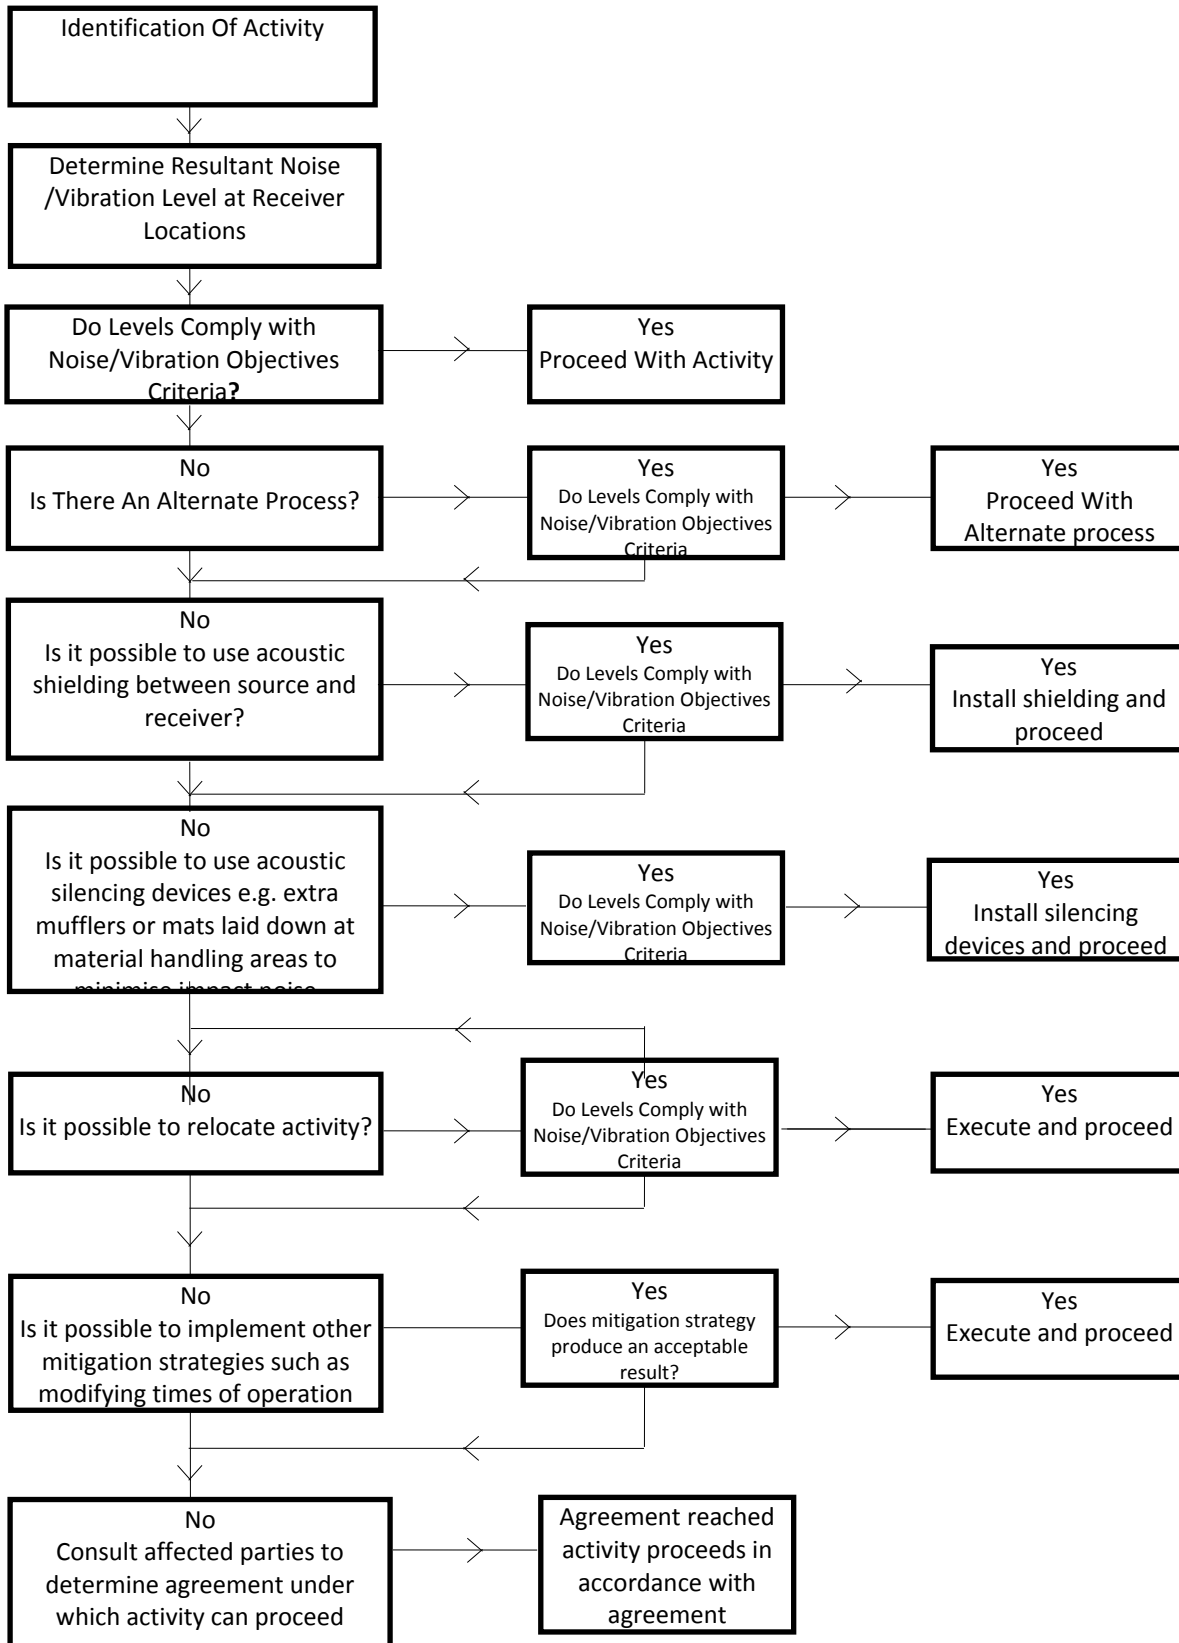 Identification Of Activity
Determine Resultant Noise
/Vibration Level at Receiver
Locations
Do Levels Comply with
Noise/Vibration Objectives
Criteria?
Yes
Proceed With Activity
No
Is There An Alternate Process?
Yes
Do Levels Comply with
Noise/Vibration Objectives
Criteria
Yes
Proceed With
Alternate process
No
Is it possible to use acoustic
shielding between source and
receiver?
Yes
Do Levels Comply with
Noise/Vibration Objectives
Criteria
Yes
Install shielding and
proceed
No
Is it possible to use acoustic
silencing devices e.g. extra
mufflers or mats laid down at
material handling areas to
minimise impact noise
Yes
Do Levels Comply with
Noise/Vibration Objectives
Criteria
Yes
Install silencing
devices and proceed
No
Is it possible to relocate activity?
Yes
Do Levels Comply with
Noise/Vibration Objectives
Criteria
Yes
Execute and proceed
No
Is it possible to implement other
mitigation strategies such as
modifying times of operation
Yes
Does mitigation strategy
produce an acceptable
result?
Yes
Execute and proceed
No
Consult affected parties to
determine agreement under
which activity can proceed
Agreement reached
activity proceeds in
accordance with
agreement